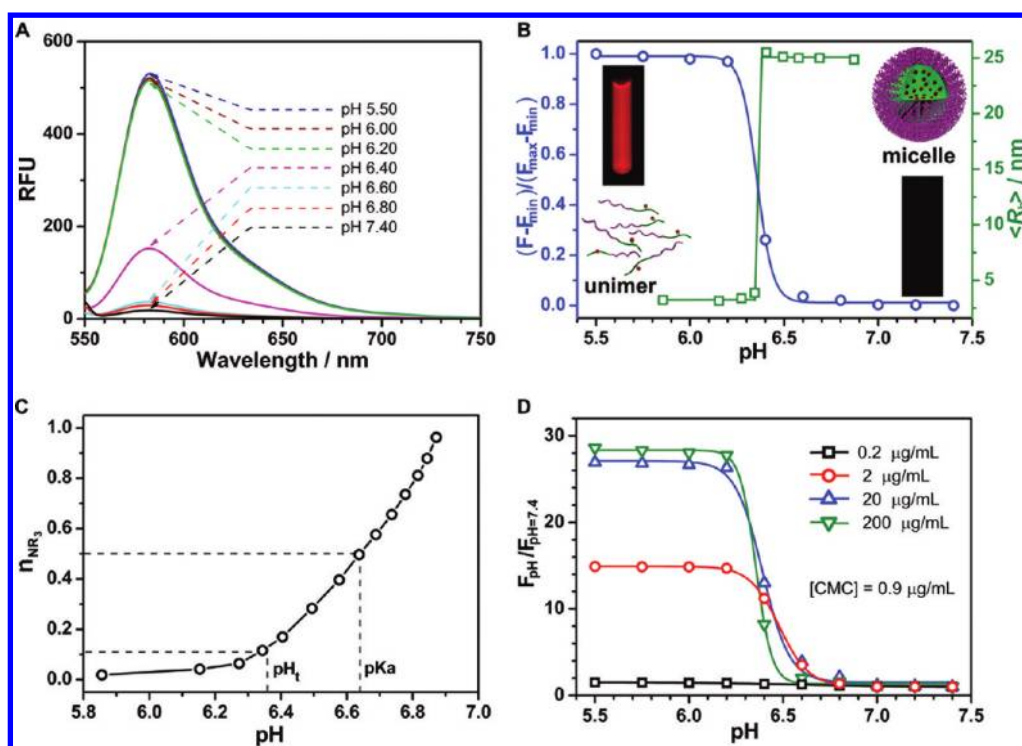 A
RFU
600
400
200
0
550
600
650
700
750
Wavelength / nm
pH 5.50
pH 6.00
pH 6.20
pH 6.40
pH 6.60
pH 6.80
pH 7.40
B
(F-Fmin)/(Fmax-Fmin)
1.0
0.8
0.6
0.4
0.2
0.0
5.5
6.0
6.5
7.0
7.5
pH
25
20
15
10
5
<Rh> / nm
unimer
micelle
C
nNR3
1.0
0.8
0.6
0.4
0.2
0.0
5.8
6.0
6.2
6.4
6.6
6.8
7.0
pH
pHt
pKa
D
FpH/FpH=7.4
30
20
10
0
5.5
6.0
6.5
7.0
7.5
pH
0.2 μg/mL
2 μg/mL
20 μg/mL
200 μg/mL
[CMC] = 0.9 μg/mL